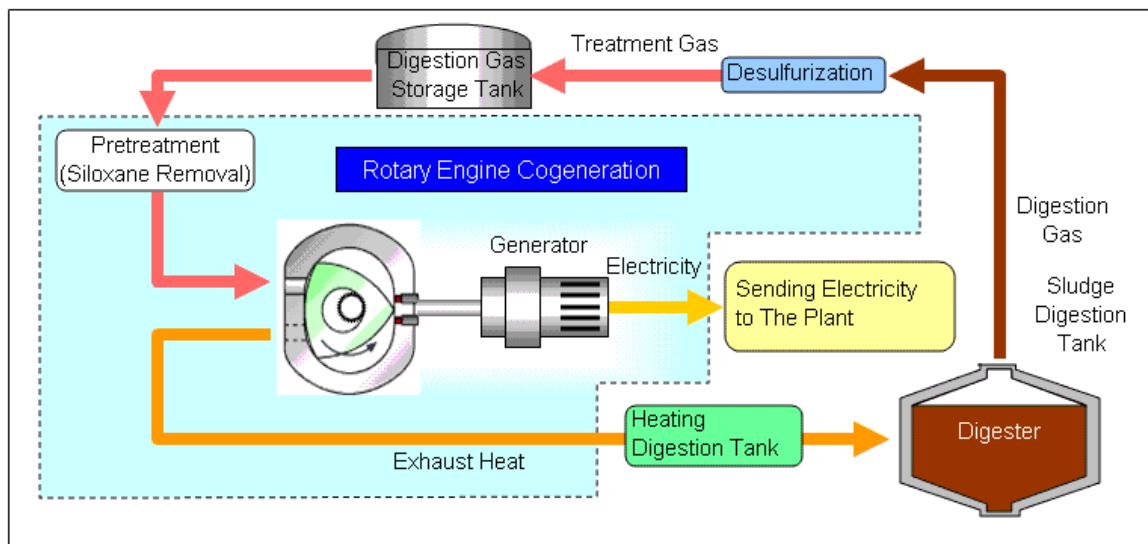 Treatment Gas
Digestion Gas
Storage Tank
Desulfurization
Pretreatment
(Siloxane Removal)
Rotary Engine Cogeneration
Digestion
Gas
Generator
Electricity
Sending Electricity
to The Plant
Sludge
Digestion
Tank
Heating
Digestion Tank
Digester
Exhaust Heat